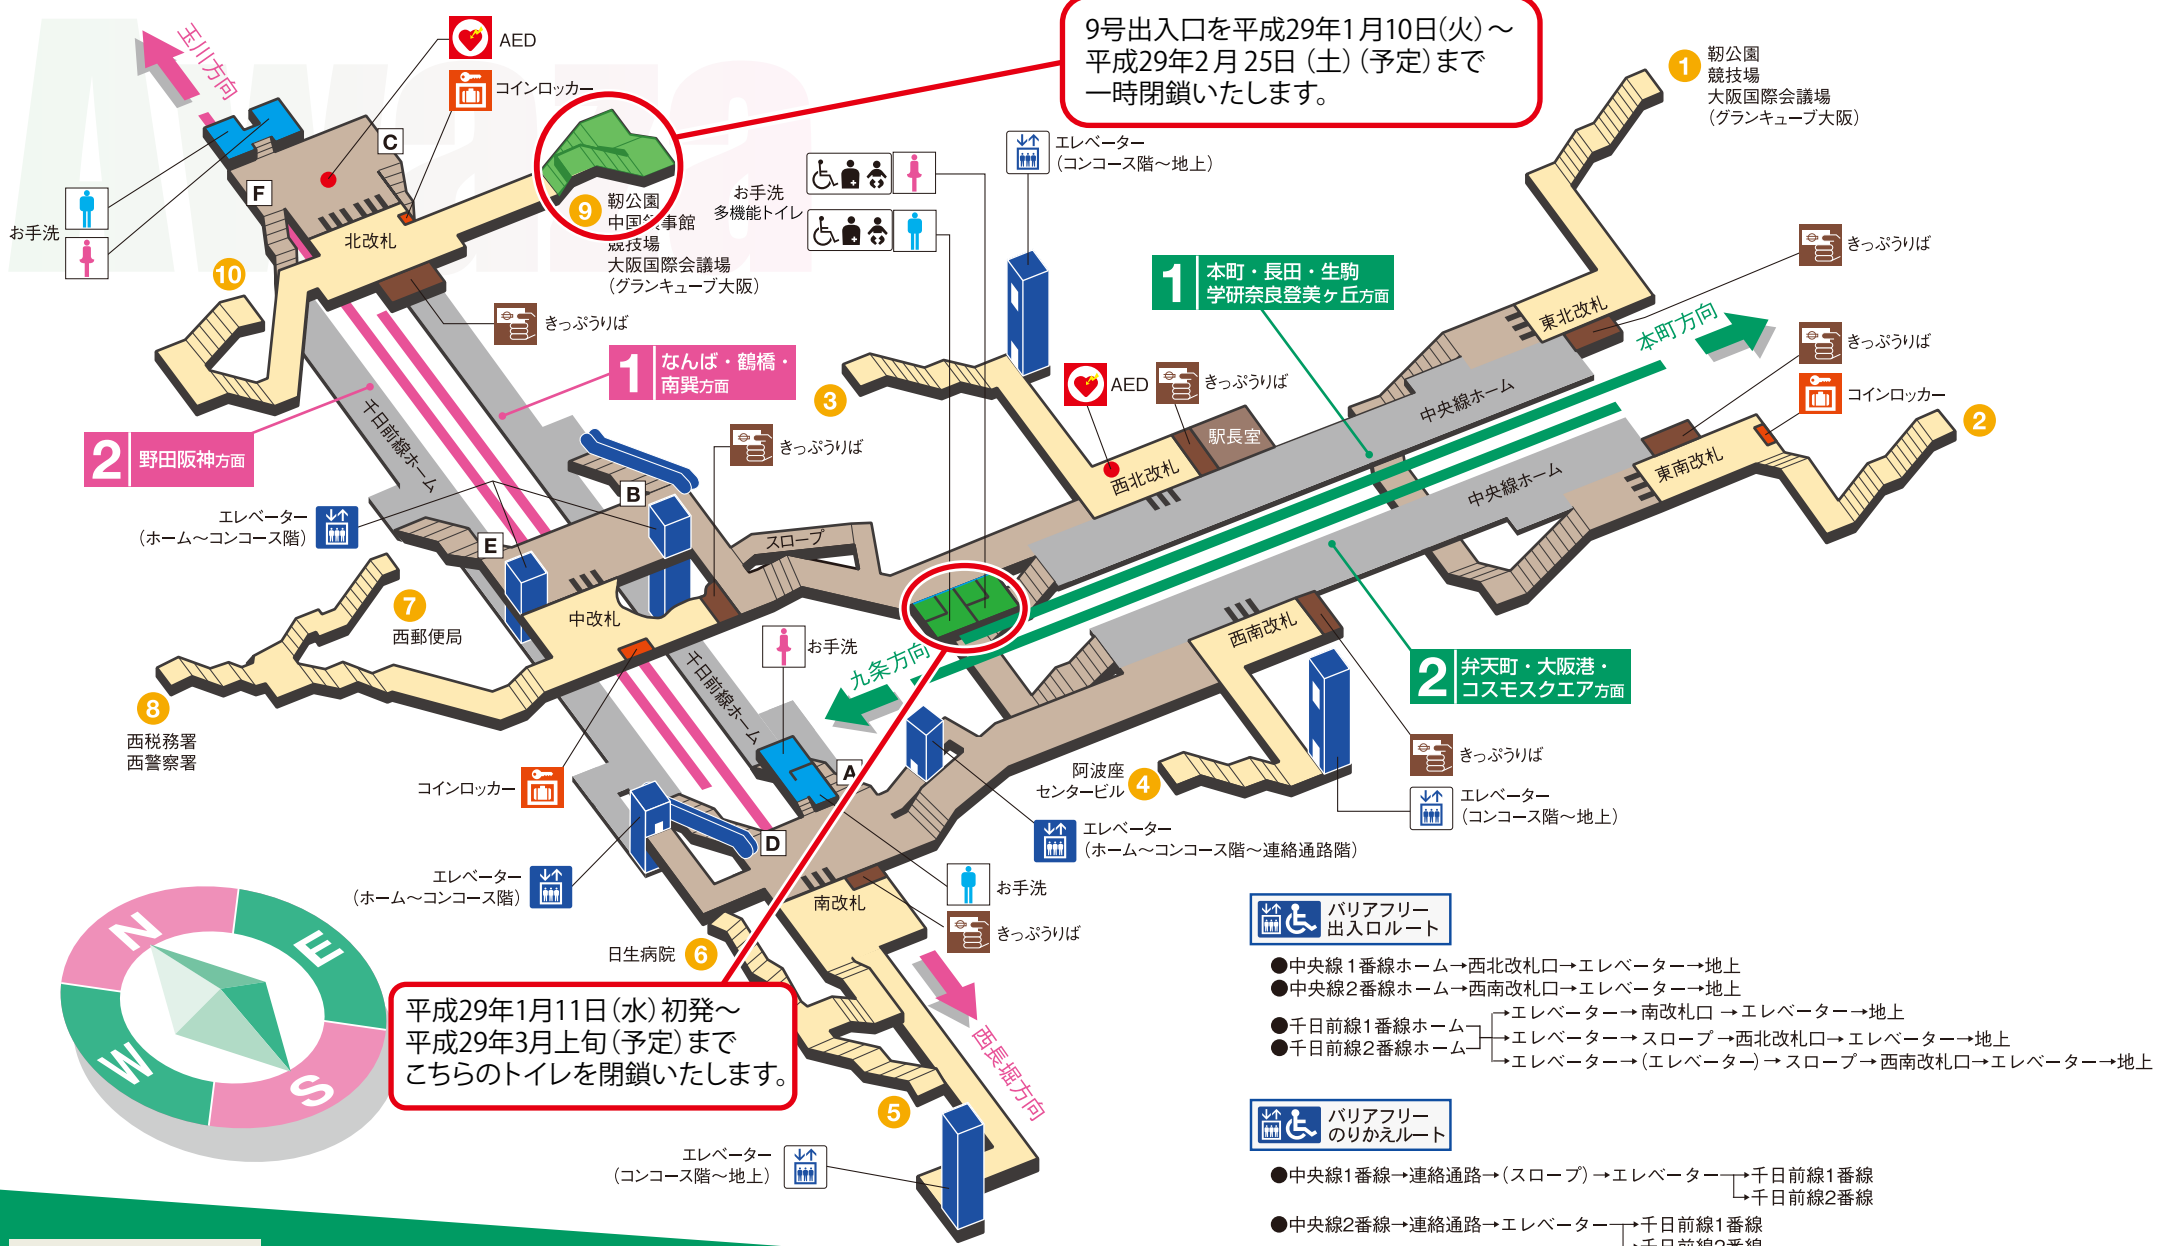 Awaza
9号出入口を平成29年1月10日(火)～
平成29年2月25日(土)(予定)まで
一時閉鎖いたします。
玉川方向
AED
コインロッカー
C
F
お手洗
北改札
9
靭公園
競技場
大阪国際会議場
(グランキューブ大阪)
10
きっぷうりば
1
靭公園
競技場
大阪国際会議場
(グランキューブ大阪)
エレベーター
(コンコース階～地上)
お手洗
多機能トイレ
1
本町・長田・生駒
学研奈良登美ヶ丘方面
きっぷうりば
東北改札
本町方向
きっぷうりば
コインロッカー
2
東南改札
1
なんば・鶴橋・
南巽方面
2
野田阪神方面
千日前線ホーム
3
AED
きっぷうりば
駅長室
西北改札
中央線ホーム
中央線ホーム
きっぷうりば
B
エレベーター
(ホーム～コンコース階)
E
スロープ
7
西郵便局
中改札
8
西税務署
西警察署
お手洗
千日前線ホーム
九条方向
西南改札
2
弁天町・大阪港・
コスモスクエア方面
きっぷうりば
エレベーター
(コンコース階～地上)
阿波座
センタービル
4
コインロッカー
A
D
エレベーター
(ホーム～コンコース階～連絡通路階)
エレベーター
(ホーム～コンコース階)
お手洗
きっぷうりば
南改札
日生病院
6
平成29年1月11日(水)初発～
平成29年3月上旬(予定)まで
こちらのトイレを閉鎖いたします。
西長堀方向
5
エレベーター
(コンコース階～地上)
N
E
S
W
バリアフリー
出入口ルート
●中央線1番線ホーム→西北改札口→エレベーター→地上
●中央線2番線ホーム→西南改札口→エレベーター→地上
●千日前線1番線ホーム
●千日前線2番線ホーム
→エレベーター→南改札口→エレベーター→地上
→エレベーター→スロープ→西北改札口→エレベーター→地上
→エレベーター→(エレベーター)→スロープ→西南改札口→エレベーター→地上
バリアフリー
のりかえルート
●中央線1番線→連絡通路→(スロープ)→エレベーター→千日前線1番線
→千日前線2番線
●中央線2番線→連絡通路→エレベーター→千日前線1番線